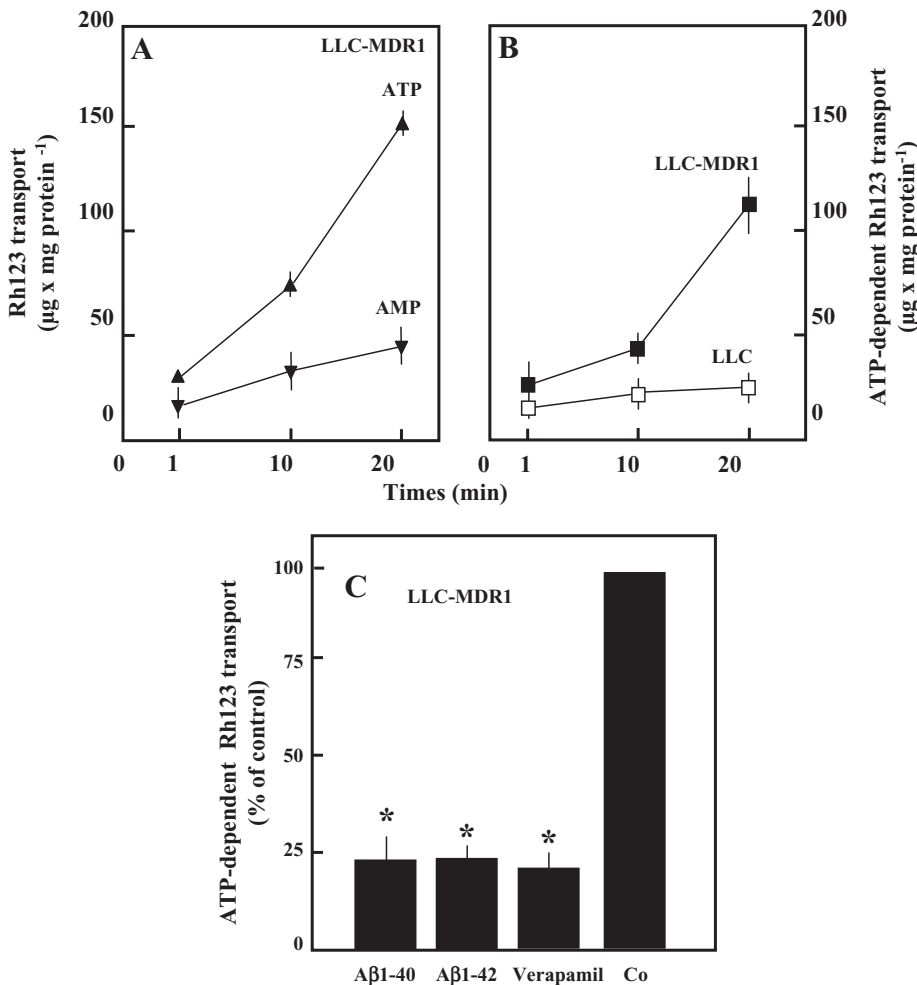 A
LLC-MDR1
ATP
AMP
200
150
100
50
0
Rh123 transport
(µg x mg protein -1)
0
1
10
20
B
LLC-MDR1
LLC
200
150
100
50
0
ATP-dependent Rh123 transport
(µg x mg protein-1)
0
1
10
20
Times (min)
C
LLC-MDR1
100
75
50
25
0
ATP-dependent Rh123 transport
(% of control)
*
*
*
Aβ1-40
Aβ1-42
Verapamil
Co